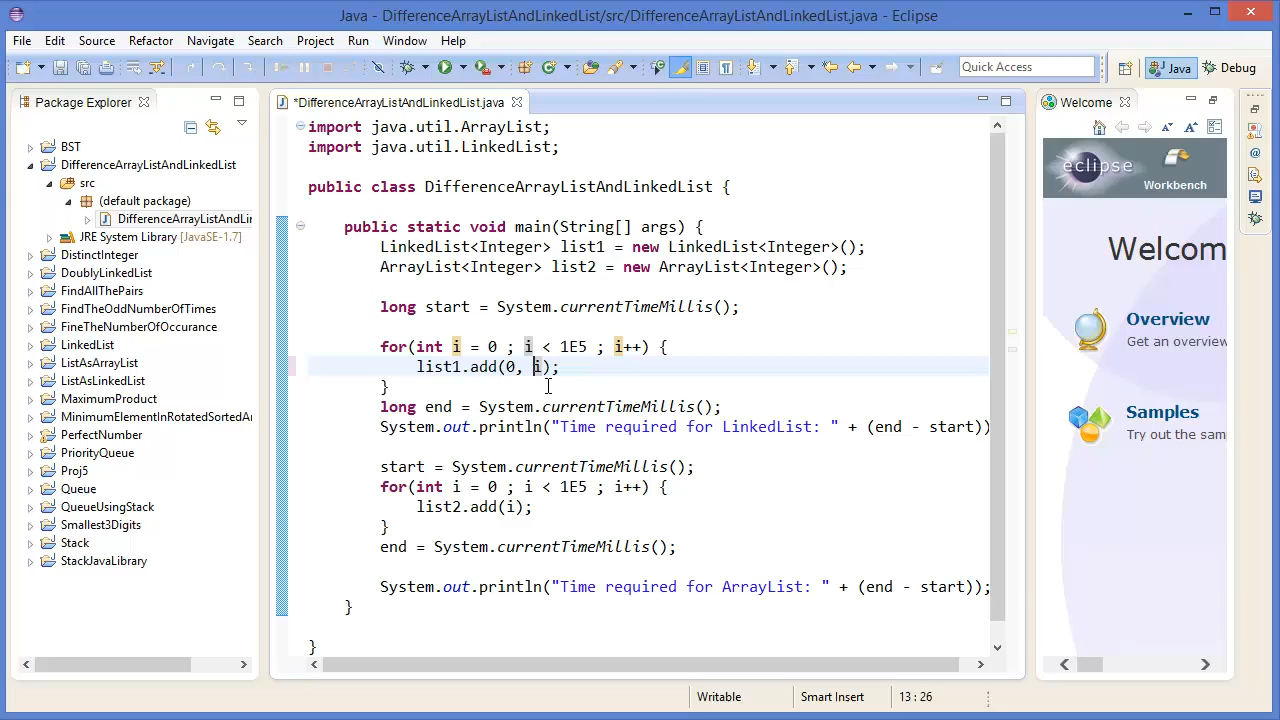 Java - DifferenceArrayListAndLinkedList/src/DifferenceArrayListAndLinkedList.java - Eclipse
File Edit Source Refactor Navigate Search Project Run Window Help
Quick Access
Java
Debug
Package Explorer
BST
DifferenceArrayListAndLinkedList
src
(default package)
DifferenceArrayListAndLin
JRE System Library [JavaSE-1.7]
DistinctInteger
DoublyLinkedList
FindAllThePairs
FindTheOddNumberOfTimes
FineTheNumberOfOccurance
LinkedList
ListAsArrayList
ListAsLinkedList
MaximumProduct
MinimumElementInRotatedSortedAr
PerfectNumber
PriorityQueue
Proj5
Queue
QueueUsingStack
Smallest3Digits
Stack
StackJavaLibrary
*DifferenceArrayListAndLinkedList.java
import java.util.ArrayList;
import java.util.LinkedList;
public class DifferenceArrayListAndLinkedList {
public static void main(String[] args) {
LinkedList<Integer> list1 = new LinkedList<Integer>();
ArrayList<Integer> list2 = new ArrayList<Integer>();
long start = System.currentTimeMillis();
for(int i = 0 ; i < 1E5 ; i++) {
list1.add(0, i);
}
long end = System.currentTimeMillis();
System.out.println("Time required for LinkedList: " + (end - start))
start = System.currentTimeMillis();
for(int i = 0 ; i < 1E5 ; i++) {
list2.add(i);
}
end = System.currentTimeMillis();
System.out.println("Time required for ArrayList: " + (end - start));
}
}
Welcome
eclipse
Workbench
Welcom
Overview
Get an overview
Samples
Try out the sam
Writable
Smart Insert
13 : 26